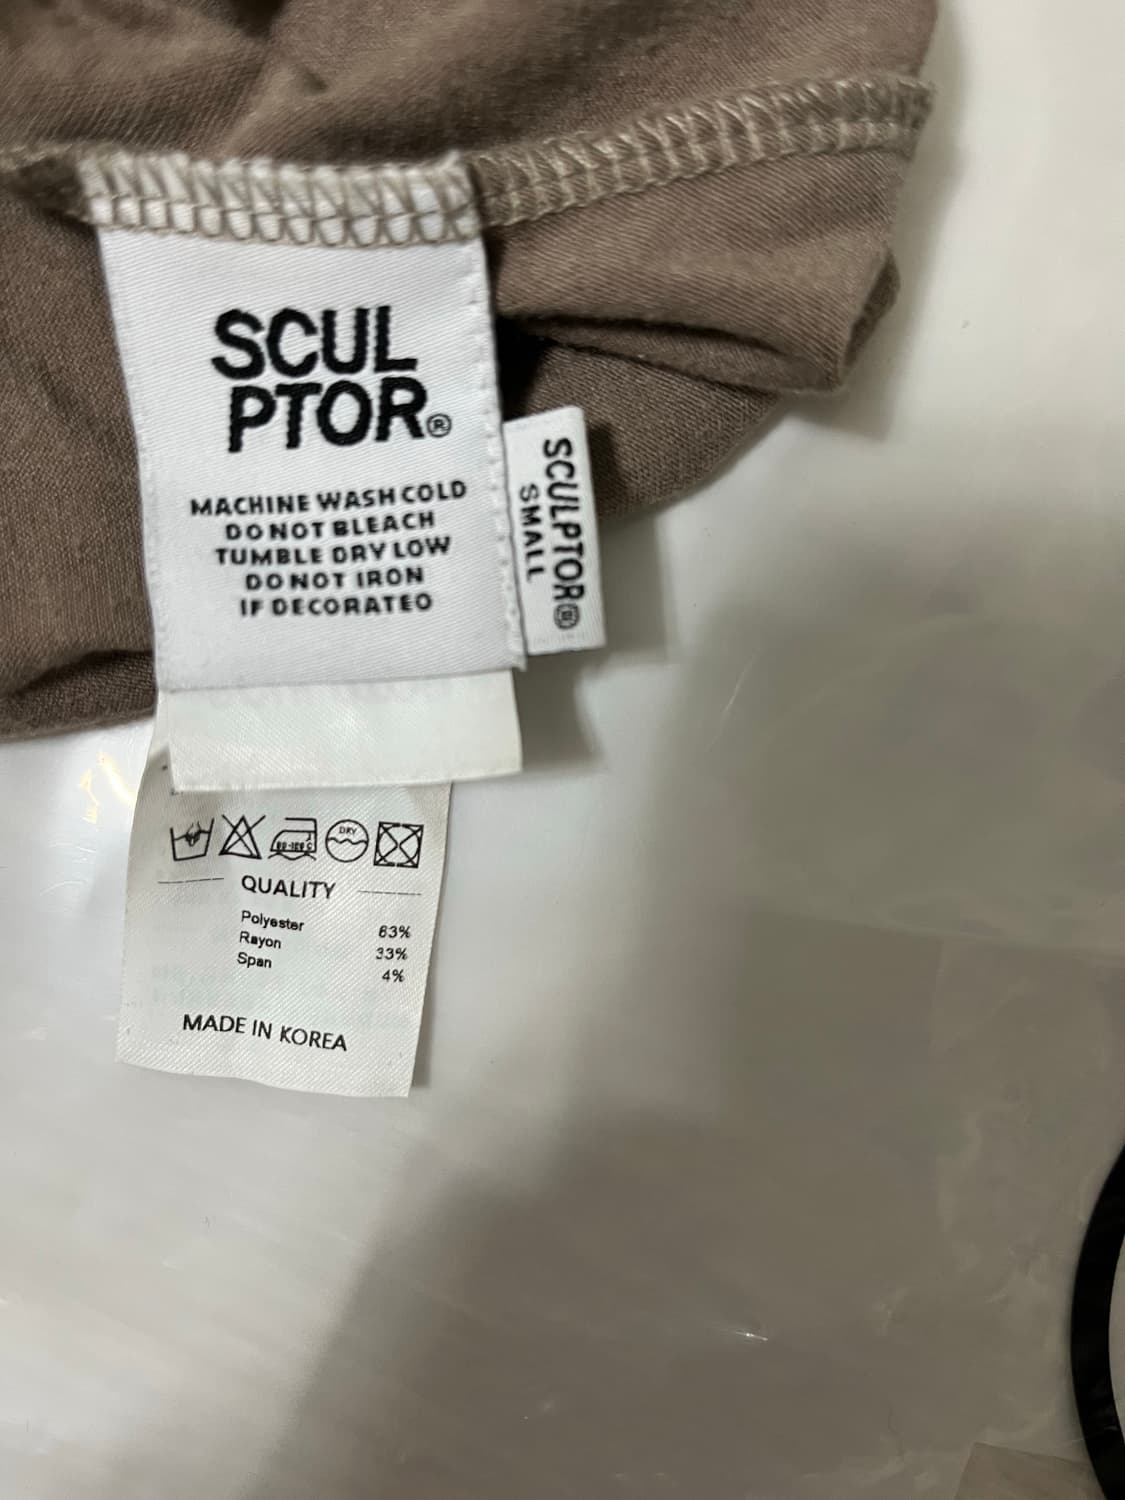 SCUL
PTOR®
MACHINE WASH COLD
DO NOT BLEACH
TUMBLE DRY LOW
DO NOT IRON
IF DECORATED
SCULPTOR®
SMALL
DRY
QUALITY
Polyester 63%
Rayon 33%
Span 4%
MADE IN KOREA